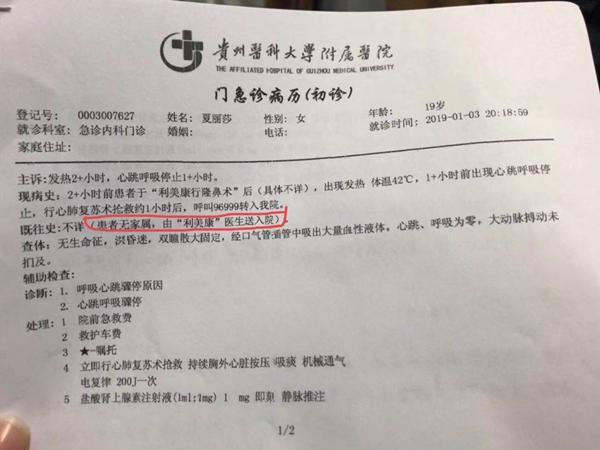 貴州醫科大學附属醫院
THE AFFILIATED HOSPITAL OF GUIZHOU MEDICAL UNIVERSITY
门急诊病历(初诊)
登记号: 0003007627 姓名: 夏丽莎 性别: 女 年龄: 19岁
就诊科室: 急诊内科门诊 婚姻: 电话: 就诊时间: 2019-01-03 20:18:59
家庭住址:
主诉: 发热2+小时, 心跳呼吸停止1+小时。
现病史: 2+小时前患者于“利美康行隆鼻术”后(具体不详), 出现发热 体温42℃, 1+小时前出现心跳呼吸停
止, 行心肺复苏术抢救约1小时后, 呼叫96999转入我院。
既往史: 不详(患者无家属, 由“利美康”医生送入院)
查体: 无生命征, 深昏迷, 双瞳散大固定, 经口气管插管中吸出大量血性液体, 心跳、呼吸为零, 大动脉搏动未
扪及。
辅助检查:
诊断: 1. 呼吸心跳骤停原因
2. 心跳呼吸骤停
处理: 1 院前急救费
2 救护车费
3 ★-嘱托
4 立即行心肺复苏术抢救 持续胸外心脏按压 吸痰 机械通气
电复律 200J一次
5 盐酸肾上腺素注射液(1ml:1mg) 1 mg 即刻 静脉推注
1/2